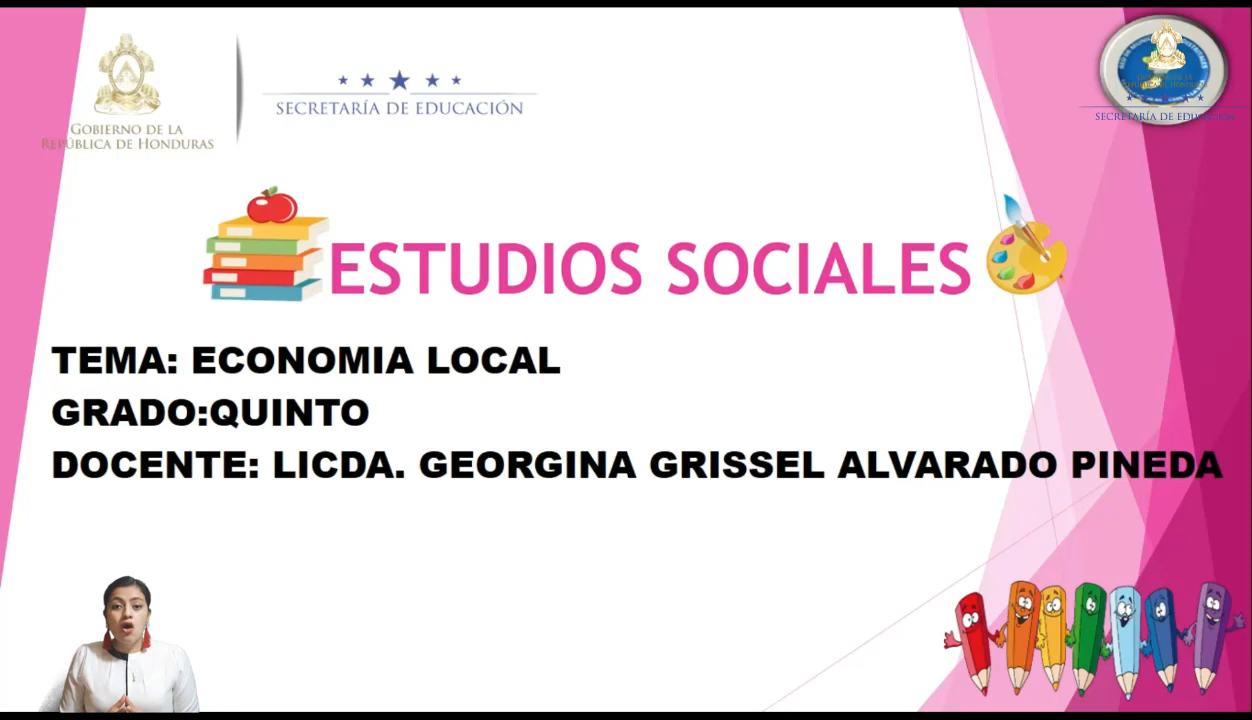 GOBIERNO DE LA
REPÚBLICA DE HONDURAS
SECRETARÍA DE EDUCACIÓN
SECRETARÍA DE EDUCACIÓN
ESTUDIOS SOCIALES
TEMA: ECONOMIA LOCAL
GRADO:QUINTO
DOCENTE: LICDA. GEORGINA GRISSEL ALVARADO PINEDA